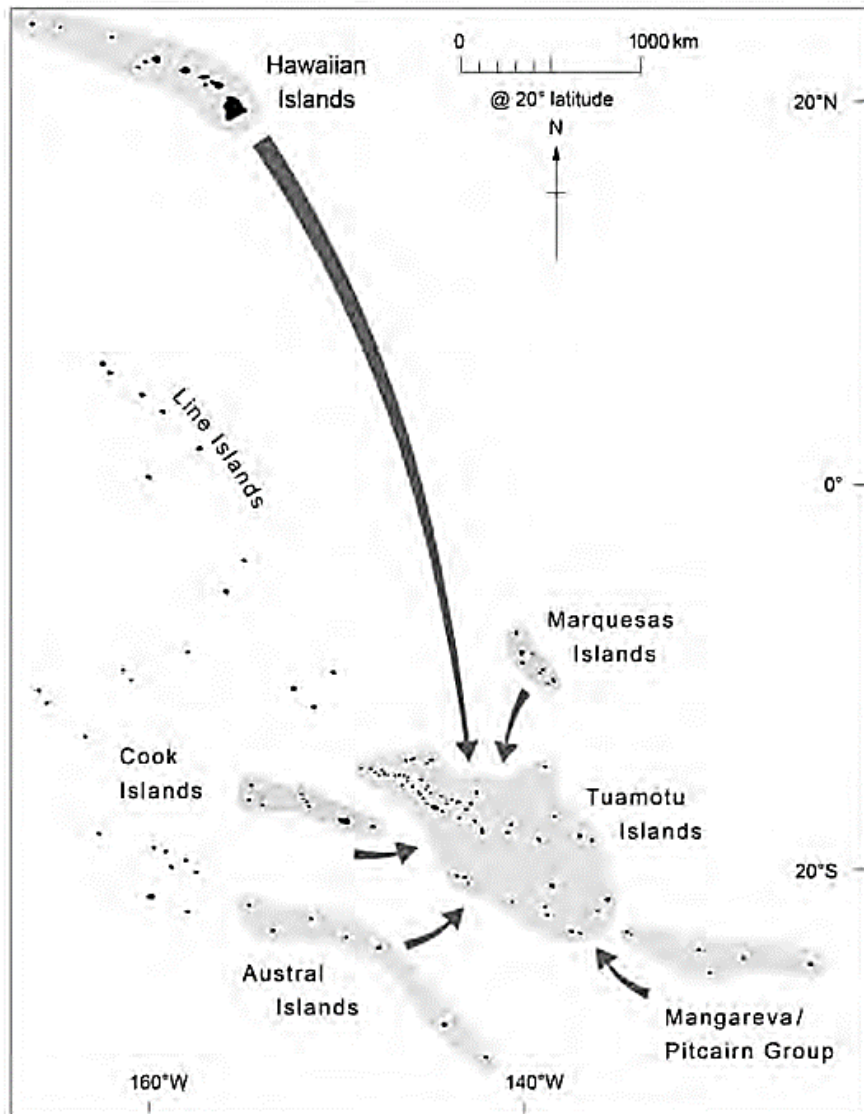 0 1000 km
Hawaiian
Islands
@ 20° latitude
20°N
N
Line Islands
0°
Marquesas
Islands
Cook
Islands
Tuamotu
Islands
20°S
Austral
Islands
Mangareva/
Pitcairn Group
160°W 140°W